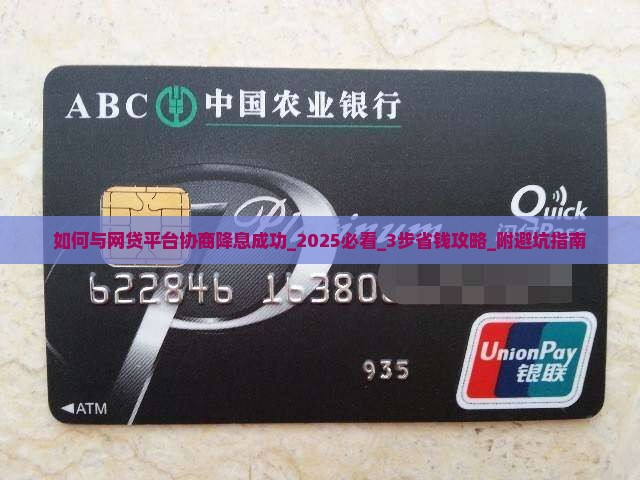 ABC 中国农业银行
Quick
Platinum
如何与网贷平台协商降息成功_2025必看_3步省钱攻略_附避坑指南
622846 16380
935
UnionPay
银联
◀ATM